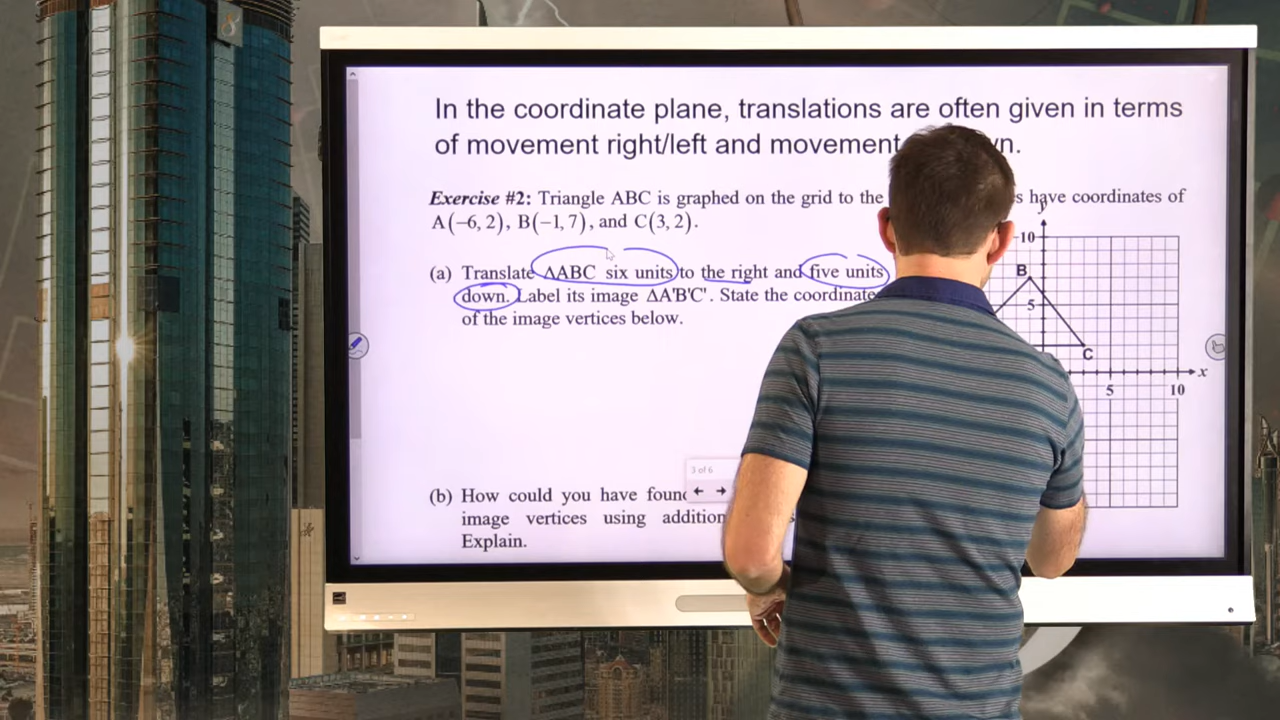 In the coordinate plane, translations are often given in terms
of movement right/left and movement
Exercise #2: Triangle ABC is graphed on the grid to the have coordinates of
A(−6, 2), B(−1, 7), and C(3, 2).
(a) Translate ΔABC six units to the right and five units
down. Label its image ΔA'B'C'. State the coordinate
of the image vertices below.
y
10
B
5
C
x
5 10
3 of 6
(b) How could you have
image vertices using addition
Explain.